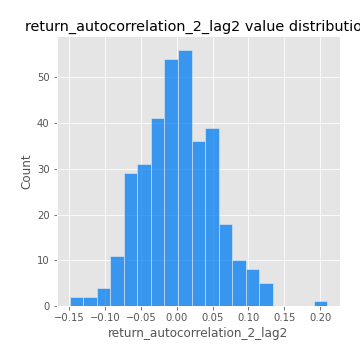 return_autocorrelation_2_lag2 value distributio
Count
50
40
30
20
10
0
−0.15 −0.10 −0.05 0.00 0.05 0.10 0.15 0.20
return_autocorrelation_2_lag2